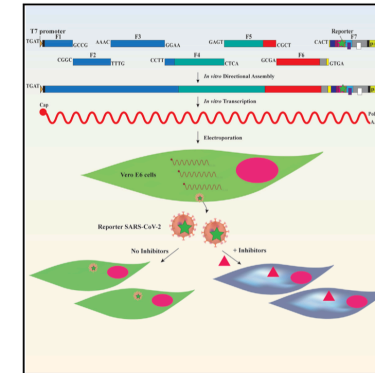 T7 promoter
Reporter
F1 F3 F5 F7
TGAT GCCG AAAC GGAA GAGT CGCT CACT
F2 F4 F6
CGGC TTTG CCTT CTCA GCGA GTGA
In vitro Directional Assembly
TGAT
In vitro Transcription
Cap
Electroporation
Vero E6 cells
Reporter SARS-CoV-2
No Inhibitors
+ Inhibitors